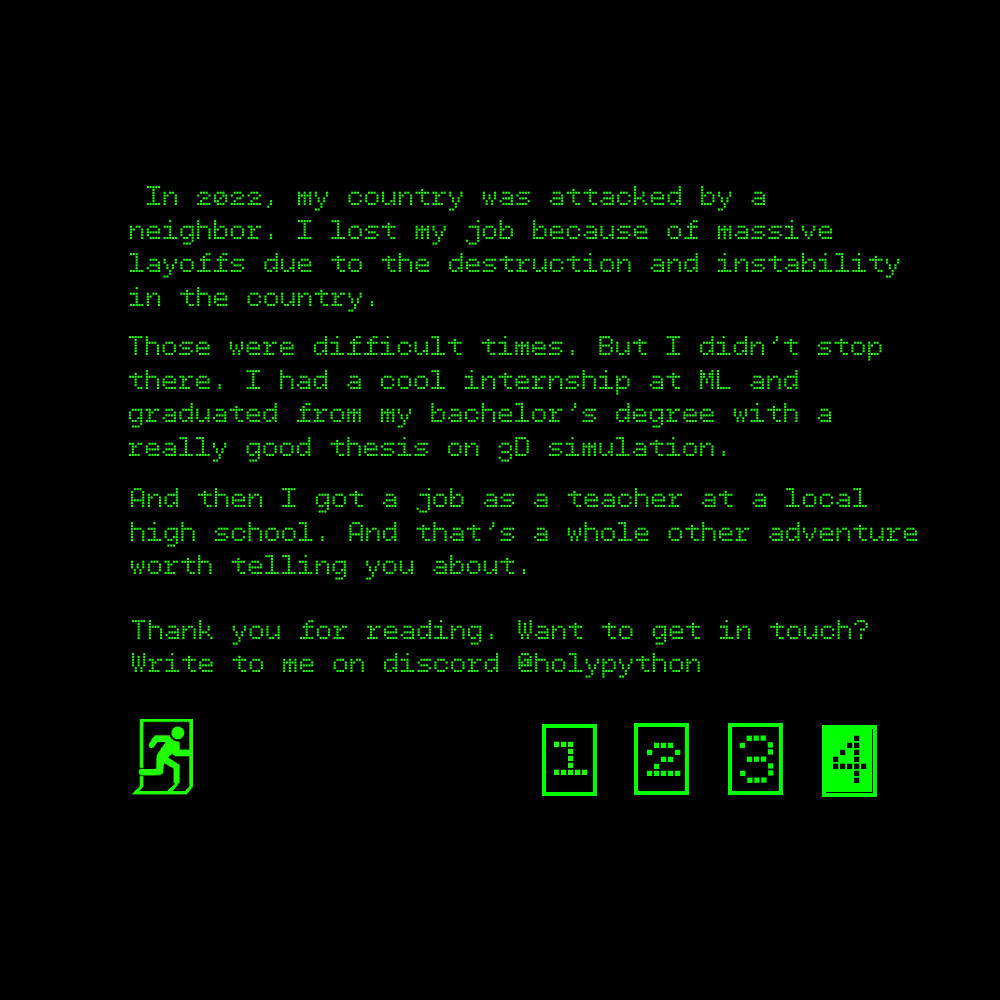 In 2022, my country was attacked by a
neighbor. I lost my job because of massive
layoffs due to the destruction and instability
in the country.
Those were difficult times. But I didn't stop
there. I had a cool internship at ML and
graduated from my bachelor's degree with a
really good thesis on 3D simulation.
And then I got a job as a teacher at a local
high school. And that's a whole other adventure
worth telling you about.
Thank you for reading. Want to get in touch?
Write to me on discord @holypython
1 2 3 4